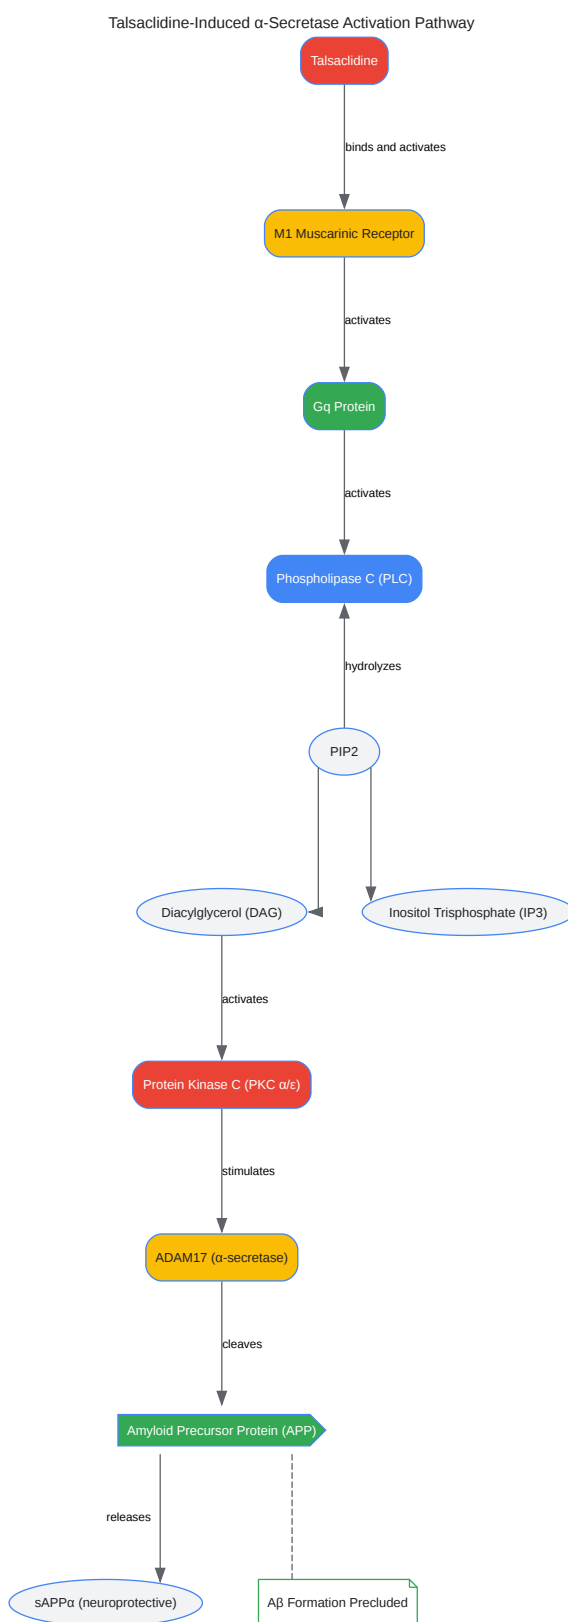 Talsaclidine-Induced α-Secretase Activation Pathway
Talsaclidine
binds and activates
M1 Muscarinic Receptor
activates
Gq Protein
activates
Phospholipase C (PLC)
hydrolyzes
PIP2
Diacylglycerol (DAG)
Inositol Trisphosphate (IP3)
activates
Protein Kinase C (PKC α/ε)
stimulates
ADAM17 (α-secretase)
cleaves
Amyloid Precursor Protein (APP)
releases
sAPPα (neuroprotective)
Aβ Formation Precluded